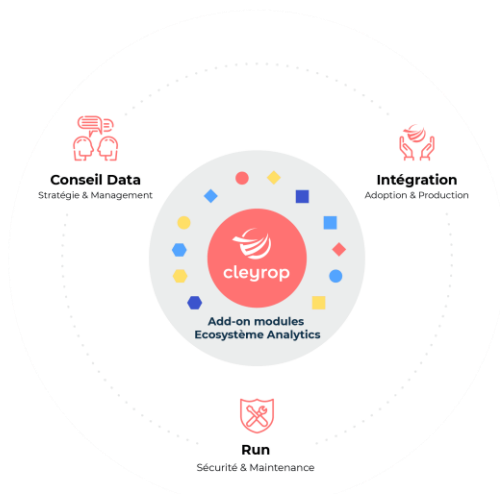 Conseil Data
Stratégie & Management
Intégration
Adoption & Production
cleyrop
Add-on modules
Ecosystème Analytics
Run
Sécurité & Maintenance